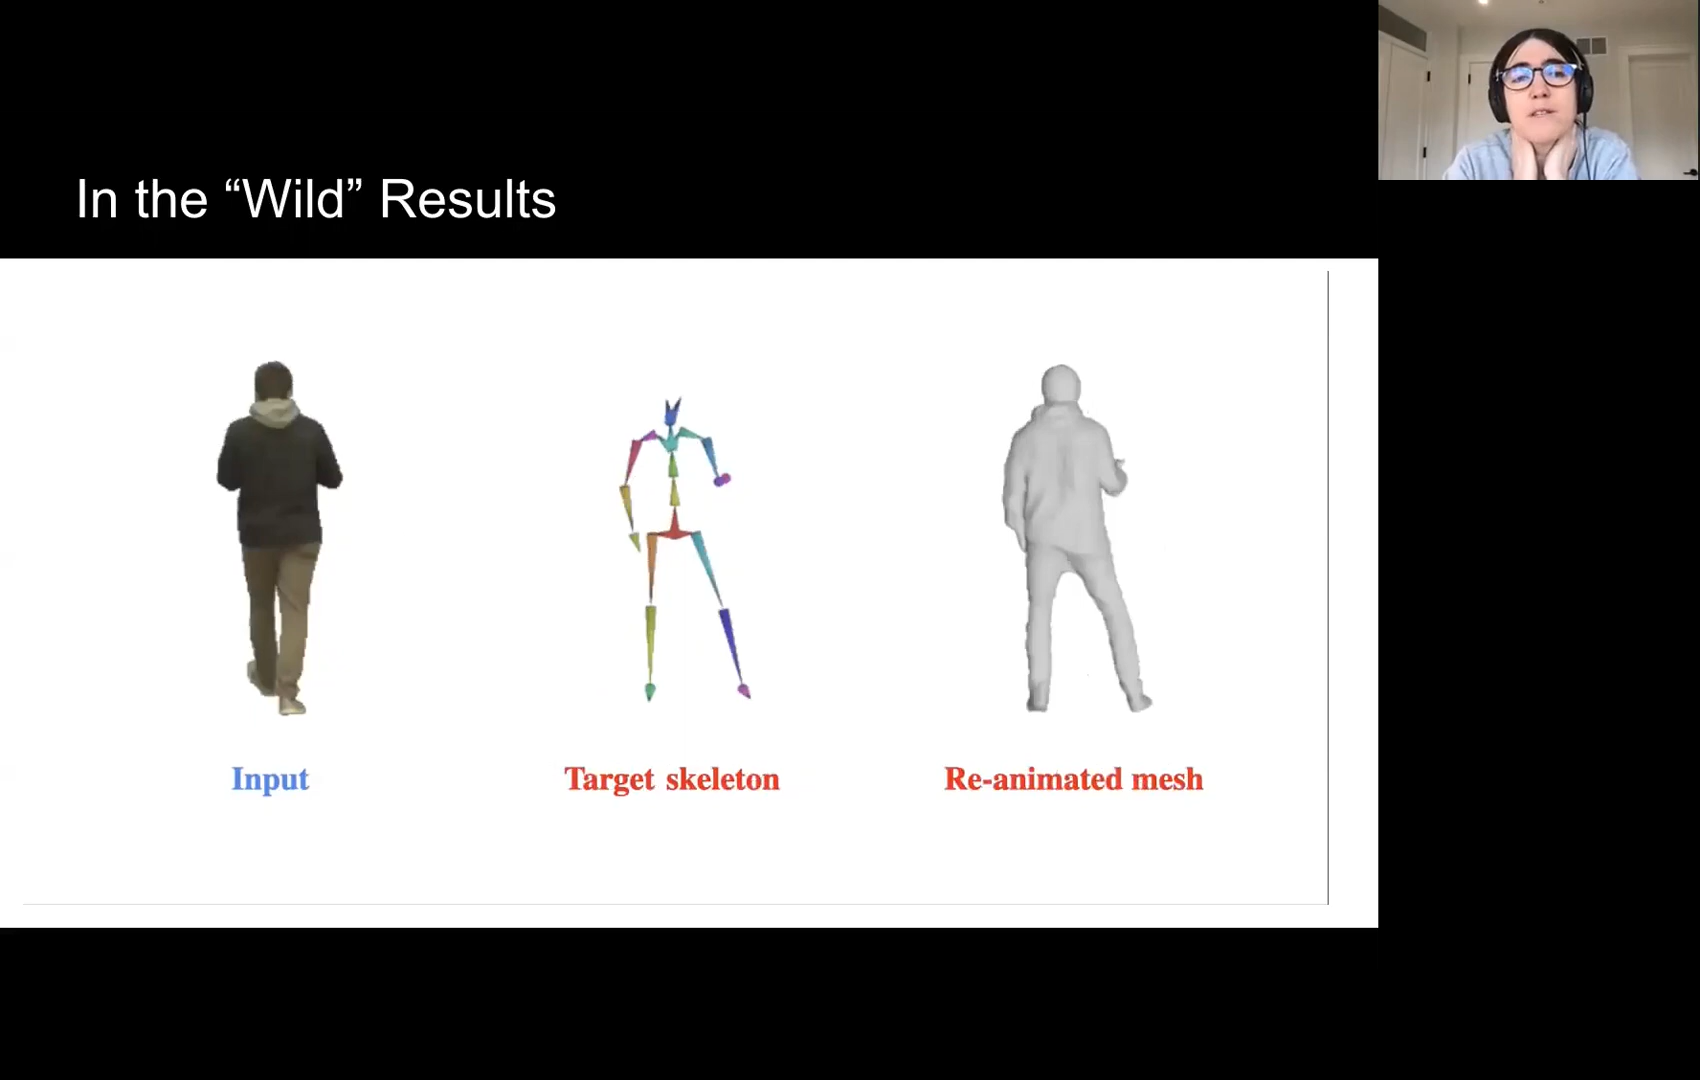 In the “Wild” Results
Input
Target skeleton
Re-animated mesh